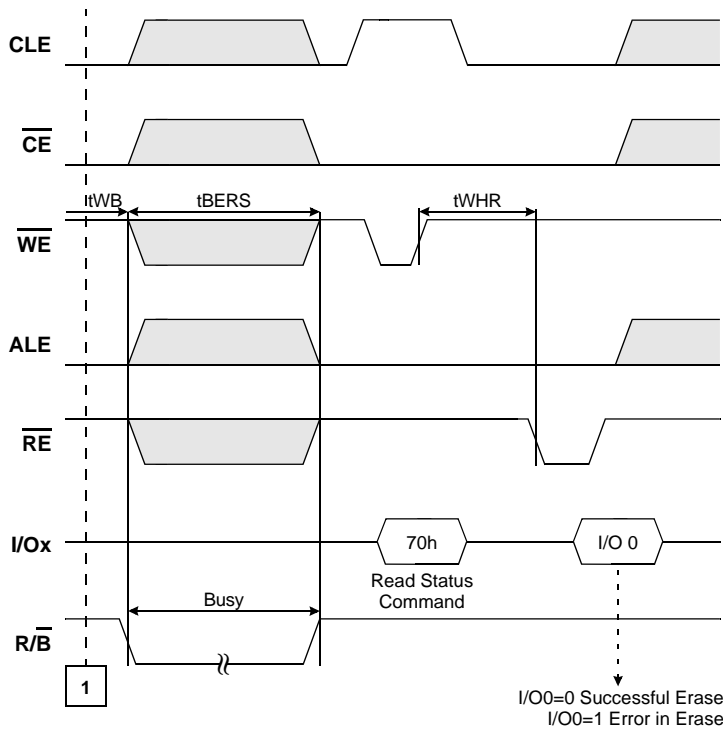 CLE
CE
tWB
tBERS
tWHR
WE
ALE
RE
I/Ox
70h
I/O 0
Read Status
Command
Busy
R/B
1
I/O0=0 Successful Erase
I/O0=1 Error in Erase